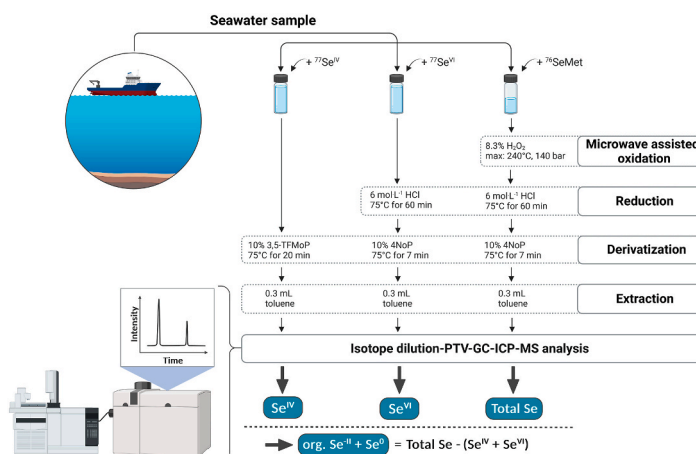 Seawater sample
+ ⁷⁷Seᴵⱽ
+ ⁷⁷Seⱽᴵ
+ ⁷⁶SeMet
8.3% H₂O₂
max: 240°C, 140 bar
Microwave assisted
oxidation
6 mol L⁻¹ HCl
75°C for 60 min
6 mol L⁻¹ HCl
75°C for 60 min
Reduction
10% 3,5-TFMoP
75°C for 20 min
10% 4NoP
75°C for 7 min
10% 4NoP
75°C for 7 min
Derivatization
0.3 mL
toluene
0.3 mL
toluene
0.3 mL
toluene
Extraction
Intensity
Time
Isotope dilution-PTV-GC-ICP-MS analysis
Seᴵⱽ
Seⱽᴵ
Total Se
org. Se⁻ᴵᴵ + Se⁰ = Total Se - (Seᴵⱽ + Seⱽᴵ)